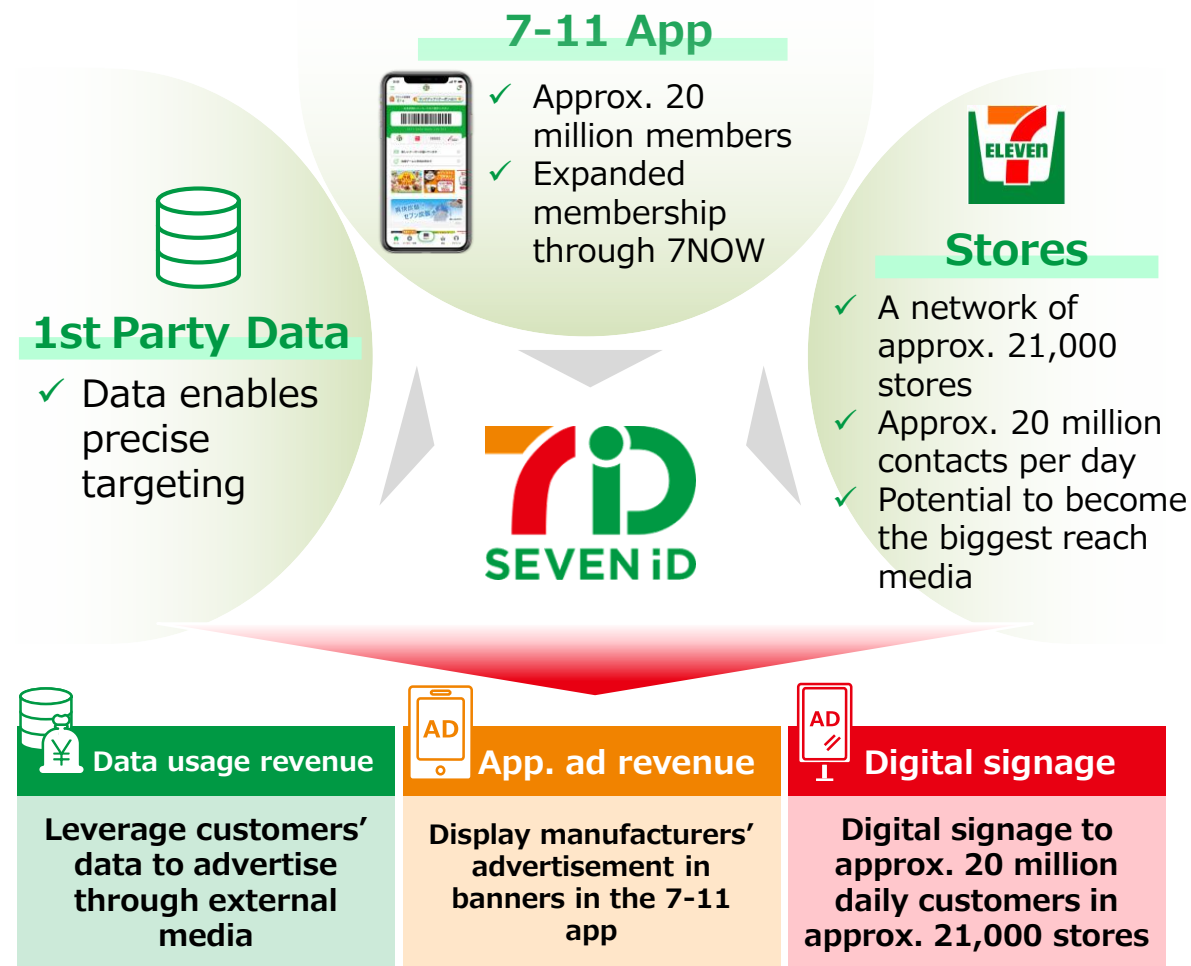 7-11 App
✓ Approx. 20
million members
✓ Expanded
membership
through 7NOW
1st Party Data
✓ Data enables
precise
targeting
7
ELEVEN
Stores
✓ A network of
approx. 21,000
stores
✓ Approx. 20 million
contacts per day
✓ Potential to become
the biggest reach
media
7iD
SEVEN iD
¥
Data usage revenue
Leverage customers’
data to advertise
through external
media
AD
App. ad revenue
Display manufacturers’
advertisement in
banners in the 7-11
app
AD
Digital signage
Digital signage to
approx. 20 million
daily customers in
approx. 21,000 stores